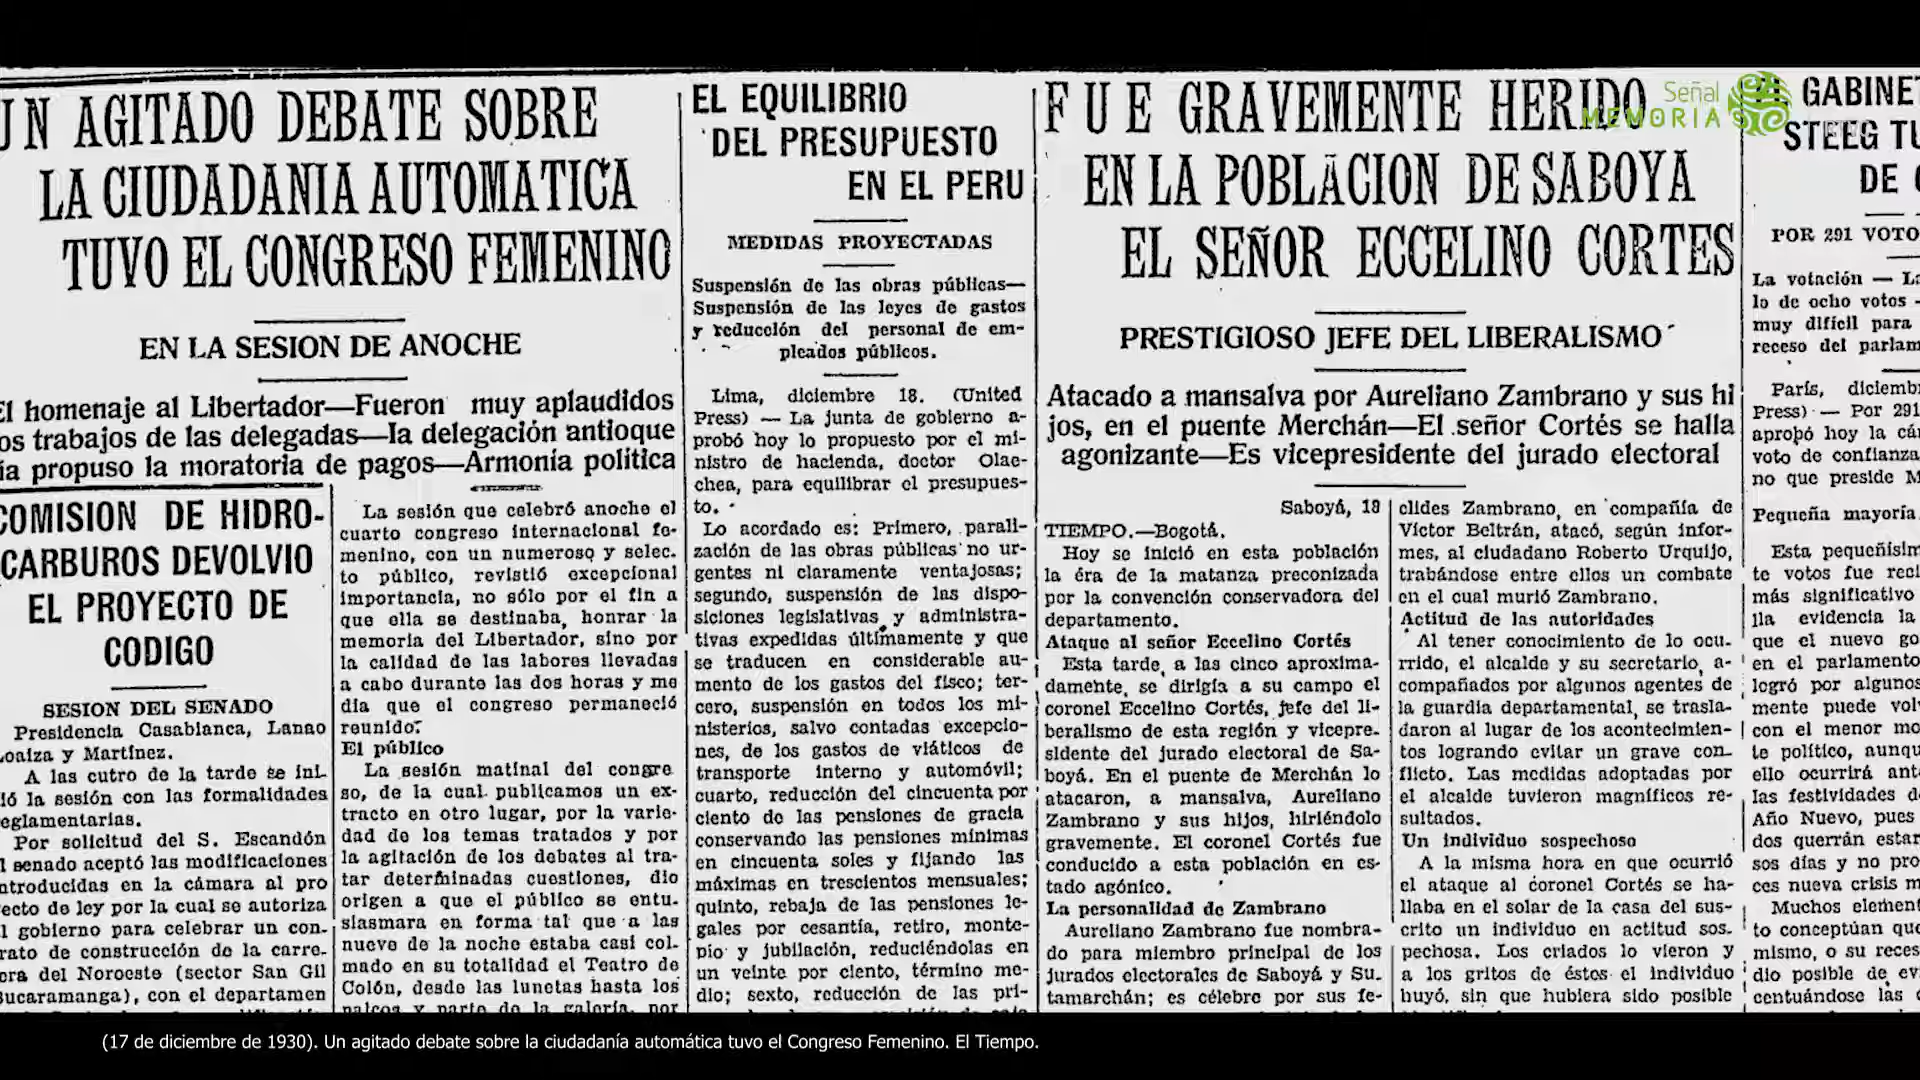 UN AGITADO DEBATE SOBRE
LA CIUDADANIA AUTOMATICA
TUVO EL CONGRESO FEMENINO
EN LA SESION DE ANOCHE
El homenaje al Libertador—Fueron muy aplaudidos
los trabajos de las delegadas—la delegación antioque
ña propuso la moratoria de pagos—Armonía política
COMISION DE HIDRO-
CARBUROS DEVOLVIO
EL PROYECTO DE
CODIGO
SESION DEL SENADO
Presidencia Casabianca, Lanao
Loaiza y Martínez.
A las cutro de la tarde se ini-
ció la sesión con las formalidades
reglamentarias.
Por solicitud del S. Escandón
el senado aceptó las modificaciones
introducidas en la cámara al pro
yecto de ley por la cual se autoriza
al gobierno para celebrar un con-
trato de construcción de la carre-
tera del Noroeste (sector San Gil
Bucaramanga), con el departamen
La sesión que celebró anoche el
cuarto congreso internacional fe-
menino, con un numeroso y selec.
to público, revistió excepcional
importancia, no sólo por el fin a
que ella se destinaba, honrar la
memoria del Libertador, sino por
la calidad de las labores llevadas
a cabo durante las dos horas y me
dia que el congreso permaneció
reunido.
El público
La sesión matinal del congre
so, de la cual publicamos un ex-
tracto en otro lugar, por la varie-
dad de los temas tratados y por
la agitación de los debates al tra-
tar determinadas cuestiones, dio
origen a que el público se entu-
siasmara en forma tal que a las
nueve de la noche estaba casi col-
mado en su totalidad el Teatro de
Colón, desde las lunetas hasta los
palcos y parte de la galería, por
EL EQUILIBRIO
DEL PRESUPUESTO
EN EL PERU
MEDIDAS PROYECTADAS
Suspensión de las obras públicas—
Suspensión de las leyes de gastos
y reducción del personal de em-
pleados públicos.
Lima, diciembre 18. (United
Press) — La junta de gobierno a-
probó hoy lo propuesto por el mi-
nistro de hacienda, doctor Olae-
chea, para equilibrar el presupues-
to.
Lo acordado es: Primero, parali-
zación de las obras públicas no ur-
gentes ni claramente ventajosas;
segundo, suspensión de las dispo-
siciones legislativas y administra-
tivas expedidas últimamente y que
se traducen en considerable au-
mento de los gastos del fisco; ter-
cero, suspensión en todos los mi-
nisterios, salvo contadas excepcio-
nes, de los gastos de viáticos de
transporte interno y automóvil;
cuarto, reducción del cincuenta por
ciento de las pensiones de gracia
conservando las pensiones mínimas
en cincuenta soles y fijando las
máximas en trescientos mensuales;
quinto, rebaja de las pensiones le-
gales por cesantía, retiro, monte-
pío y jubilación, reduciéndolas en
un veinte por ciento, término me-
dio; sexto, reducción de las pri-
FUE GRAVEMENTE HERIDO
EN LA POBLACION DE SABOYA
EL SEÑOR ECCELINO CORTES
PRESTIGIOSO JEFE DEL LIBERALISMO
Atacado a mansalva por Aureliano Zambrano y sus hi
jos, en el puente Merchán—El señor Cortés se halla
agonizante—Es vicepresidente del jurado electoral
Saboyá, 19
TIEMPO.—Bogotá.
Hoy se inició en esta población
la éra de la matanza preconizada
por la convención conservadora del
departamento.
Ataque al señor Eccelino Cortés
Esta tarde, a las cinco aproxima-
damente, se dirigía a su campo el
coronel Eccelino Cortés, jefe del li-
beralismo de esta región y vicepre-
sidente del jurado electoral de Sa-
boyá. En el puente de Merchán lo
atacaron, a mansalva, Aureliano
Zambrano y sus hijos, hiriéndolo
gravemente. El coronel Cortés fue
conducido a esta población en es-
tado agónico.
La personalidad de Zambrano
Aureliano Zambrano fue nombra-
do para miembro principal de los
jurados electorales de Saboyá y Su-
tamarchán; es célebre por sus fe-
clides Zambrano, en compañía de
Víctor Beltrán, atacó, según infor-
mes, al ciudadano Roberto Urquijo,
trabándose entre ellos un combate
en el cual murió Zambrano.
Actitud de las autoridades
Al tener conocimiento de lo ocu-
rrido, el alcalde y su secretario, a-
compañados por algunos agentes de
la guardia departamental, se trasla-
daron al lugar de los acontecimien-
tos logrando evitar un grave con-
flicto. Las medidas adoptadas por
el alcalde tuvieron magníficos re-
sultados.
Un individuo sospechoso
A la misma hora en que ocurrió
el ataque al coronel Cortés se ha-
llaba en el solar de la casa del sus-
crito un individuo en actitud sos-
pechosa. Los criados lo vieron y
a los gritos de éstos el individuo
huyó, sin que hubiera sido posible
GABINET
STEEG TU
DE
POR 291 VOTO
La votación — La
lo de ocho votos —
muy difícil para
receso del parlam
París, diciemb
Press) — Por 291
aprobó hoy la cá
voto de confianza
no que preside M
Pequeña mayoría
Esta pequeñísim
te votos fue reci
más significativo
lla evidencia la
que el nuevo go
en el parlamento
logró por algunos
mente puede vol
con el menor mo
te político, aunqu
ello ocurrirá ant
las festividades d
Año Nuevo, pues
dos querrán estar
sos días y no pro
ces nueva crisis m
Muchos element
to conceptúan que
mismo, o su reces
dio posible de ev
centuándose las
Señal
MEMORIA
(17 de diciembre de 1930). Un agitado debate sobre la ciudadanía automática tuvo el Congreso Femenino. El Tiempo.